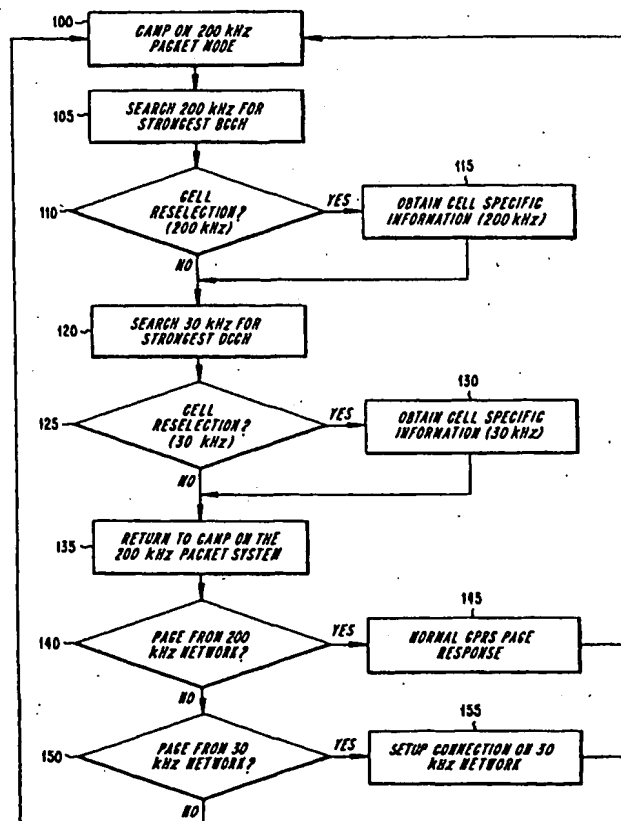 100
CAMP ON 200 kHz
PACKET MODE
105
SEARCH 200 kHz FOR
STRONGEST BCCH
110
CELL
RESELECTION?
(200 kHz)
YES
115
OBTAIN CELL SPECIFIC
INFORMATION (200 kHz)
NO
120
SEARCH 30 kHz FOR
STRONGEST DCCH
125
CELL
RESELECTION?
(30 kHz)
YES
130
OBTAIN CELL SPECIFIC
INFORMATION (30 kHz)
NO
135
RETURN TO CAMP ON THE
200 kHz PACKET SYSTEM
140
PAGE FROM 200
kHz NETWORK?
YES
145
NORMAL GPRS PAGE
RESPONSE
NO
150
PAGE FROM 30
kHz NETWORK?
YES
155
SETUP CONNECTION ON 30
kHz NETWORK
NO